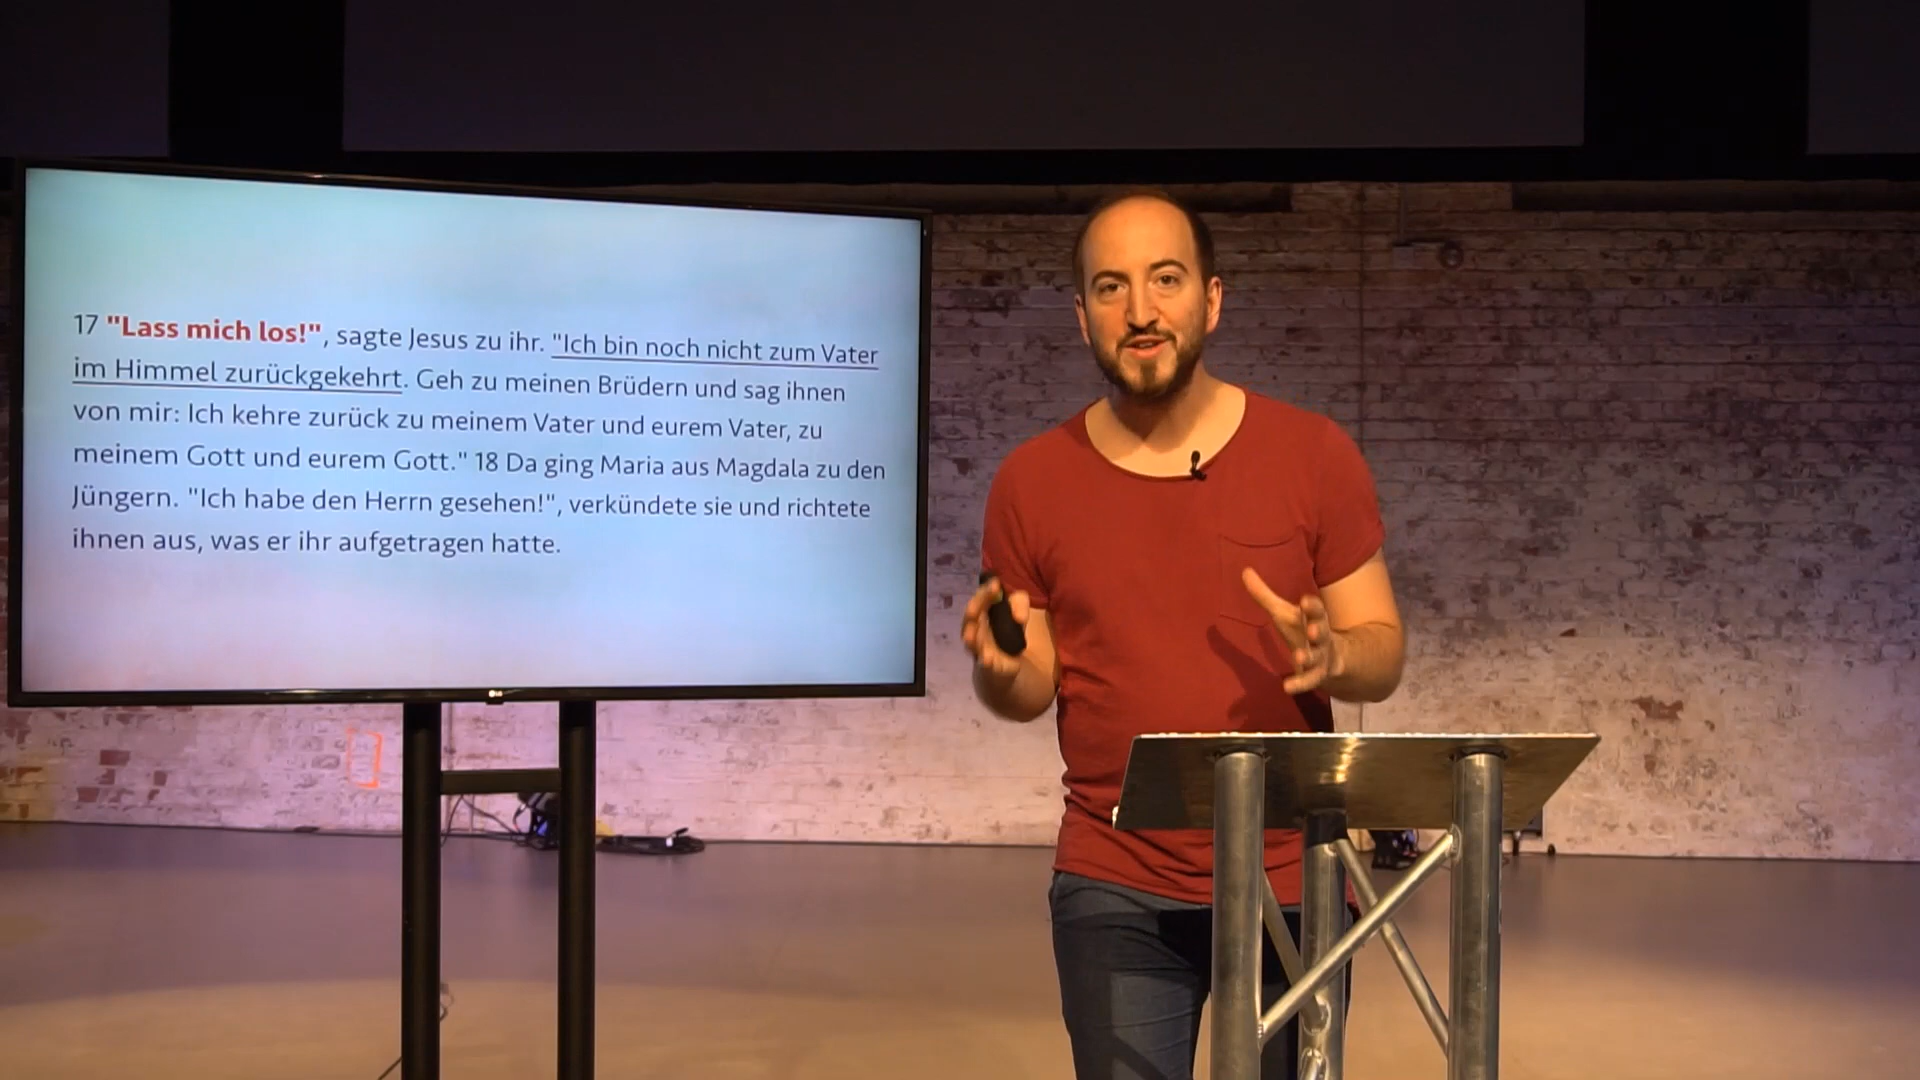 17 "Lass mich los!", sagte Jesus zu ihr. "Ich bin noch nicht zum Vater
im Himmel zurückgekehrt. Geh zu meinen Brüdern und sag ihnen
von mir: Ich kehre zurück zu meinem Vater und eurem Vater, zu
meinem Gott und eurem Gott." 18 Da ging Maria aus Magdala zu den
Jüngern. "Ich habe den Herrn gesehen!", verkündete sie und richtete
ihnen aus, was er ihr aufgetragen hatte.
LG